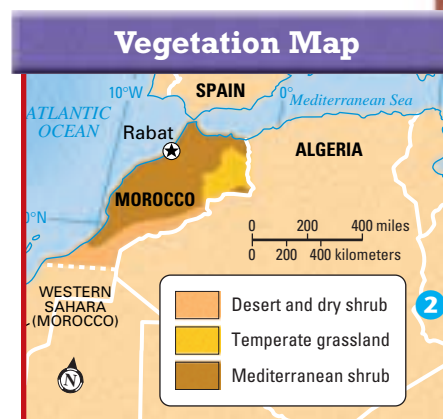 Vegetation Map
10°W
SPAIN
0°
Mediterranean Sea
ATLANTIC
OCEAN
Rabat
ALGERIA
MOROCCO
0 200 400 miles
0 200 400 kilometers
0°N
WESTERN
SAHARA
(MOROCCO)
Desert and dry shrub
Temperate grassland
Mediterranean shrub
2
N